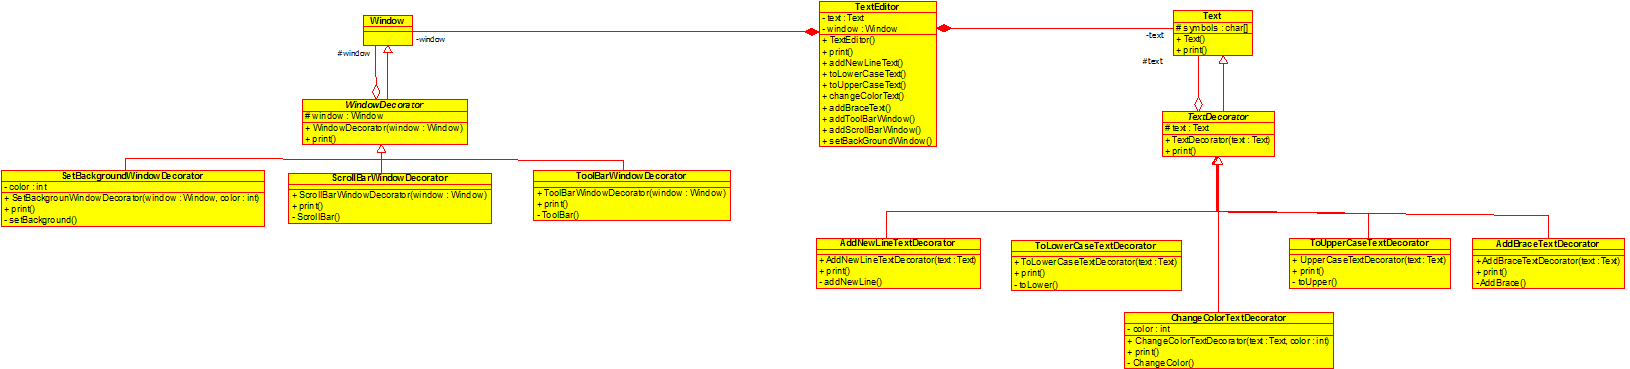 Window
-window
#window
WindowDecorator
# window : Window
+ WindowDecorator(window : Window)
+ print()
SetBackgroundWindowDecorator
- color : int
+ SetBackgrounWindowDecorator(window : Window, color : int)
+ print()
- setBackground()
ScrollBarWindowDecorator
+ ScrollBarWindowDecorator(window : Window)
+ print()
- ScrollBar()
ToolBarWindowDecorator
+ ToolBarWindowDecorator(window : Window)
+ print()
- ToolBar()
TextEditor
- text : Text
- window : Window
+ TextEditor()
+ print()
+ addNewLineText()
+ toLowerCaseText()
+ toUpperCaseText()
+ changeColorText()
+ addBraceText()
+ addToolBarWindow()
+ addScrollBarWindow()
+ setBackGroundWindow()
Text
# symbols : char[]
+ Text()
+ print()
-text
#text
TextDecorator
# text : Text
+ TextDecorator(text : Text)
+ print()
AddNewLineTextDecorator
+ AddNewLineTextDecorator(text : Text)
+ print()
- addNewLine()
ToLowerCaseTextDecorator
+ ToLowerCaseTextDecorator(text : Text)
+ print()
- toLower()
ToUpperCaseTextDecorator
+ UpperCaseTextDecorator(text : Text)
+ print()
- toUpper()
AddBraceTextDecorator
+ AddBraceTextDecorator(text : Text)
+ print()
- AddBrace()
ChangeColorTextDecorator
- color : int
+ ChangeColorTextDecorator(text : Text, color : int)
+ print()
- ChangeColor()